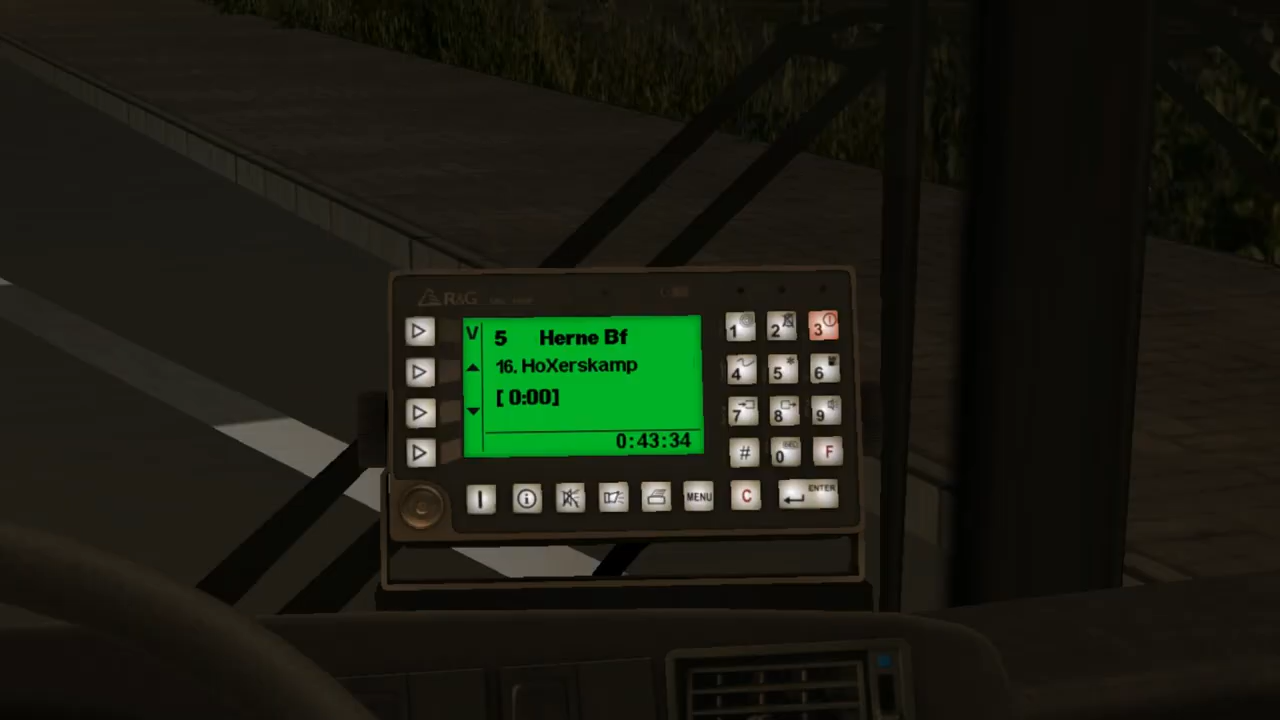 R&G
V 5 Herne Bf
16. HoXerskamp
[ 0:00]
0:43:34
1 2 3
4 5 6
7 8 9
# 0 F
MENU C ENTER